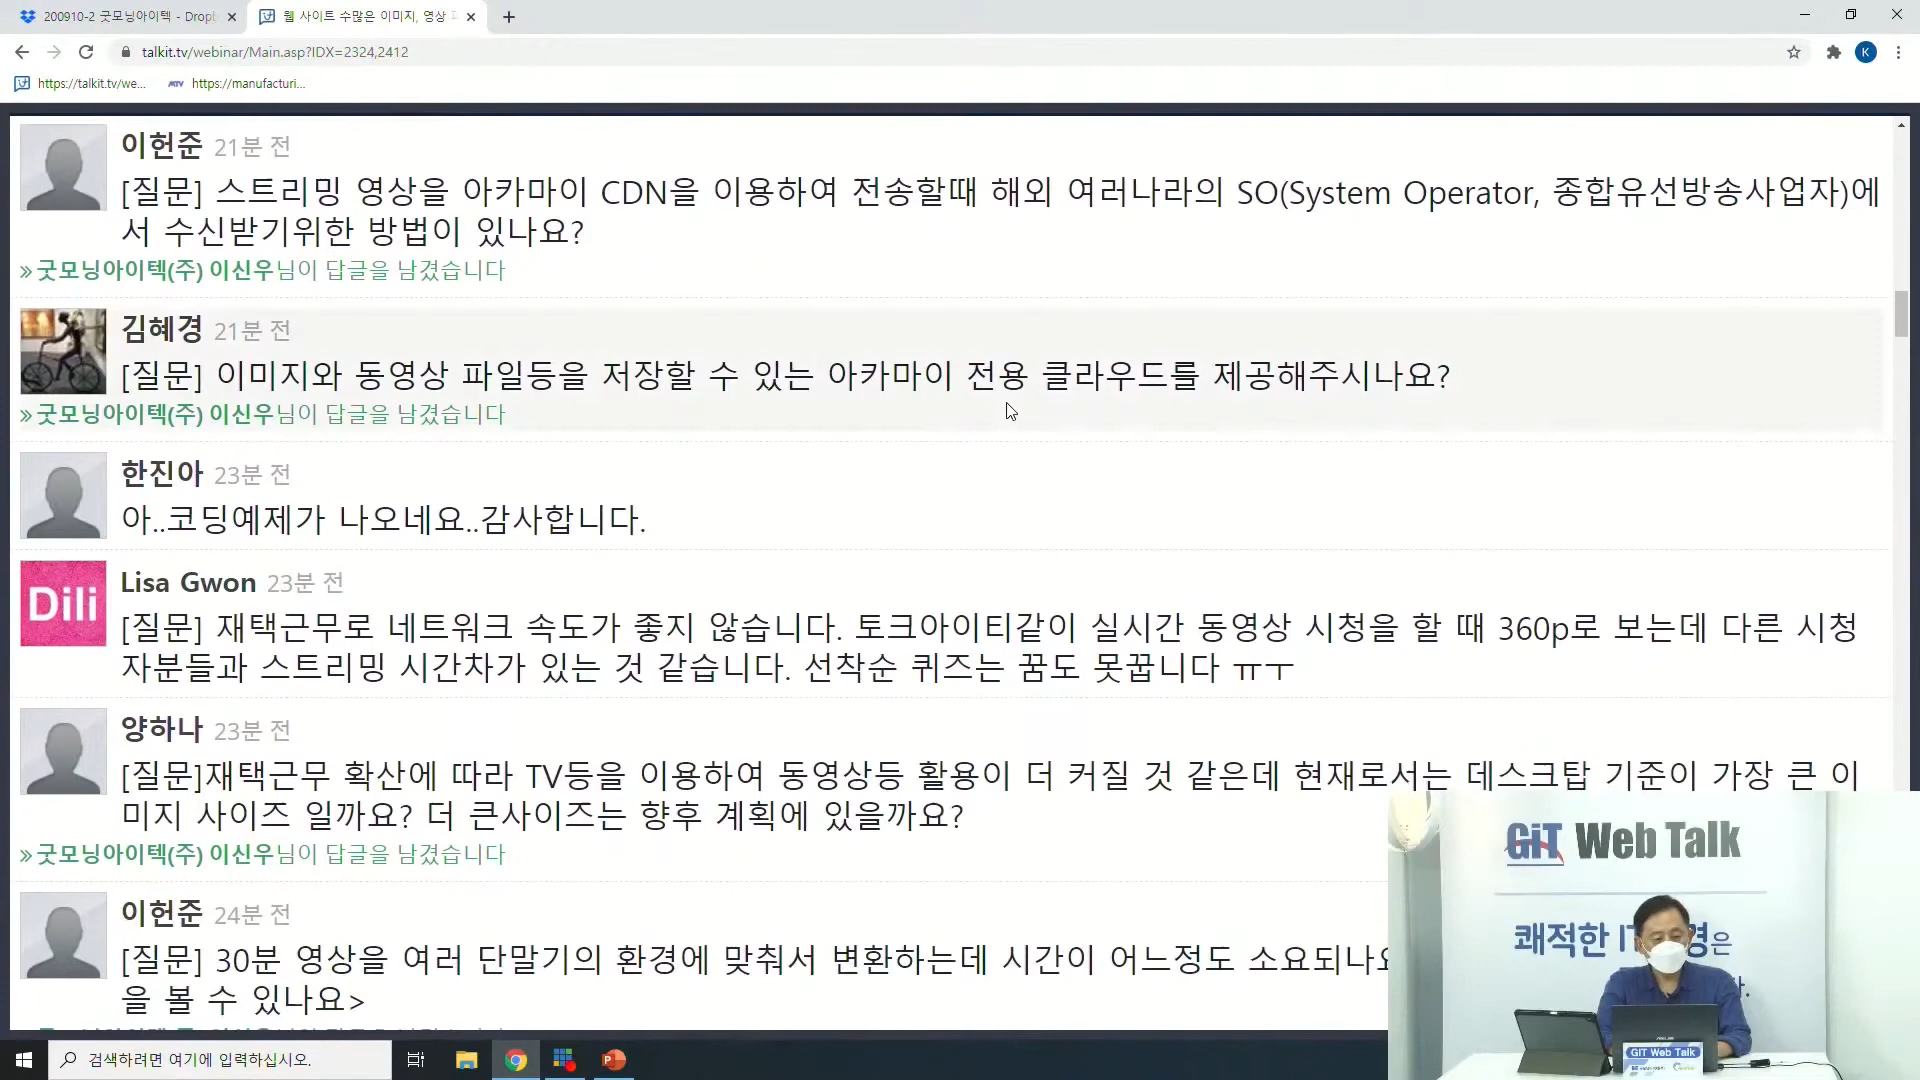 200910-2 굿모닝아이텍 - Dropb
웹 사이트 수많은 이미지, 영상
talkit.tv/webinar/Main.asp?IDX=2324,2412
K
https://talkit.tv/we...
MTV
https://manufacturi...
이헌준 21분 전
[질문] 스트리밍 영상을 아카마이 CDN을 이용하여 전송할때 해외 여러나라의 SO(System Operator, 종합유선방송사업자)에
서 수신받기위한 방법이 있나요?
» 굿모닝아이텍(주) 이신우님이 답글을 남겼습니다
김혜경 21분 전
[질문] 이미지와 동영상 파일등을 저장할 수 있는 아카마이 전용 클라우드를 제공해주시나요?
» 굿모닝아이텍(주) 이신우님이 답글을 남겼습니다
한진아 23분 전
아..코딩예제가 나오네요..감사합니다.
Dili
Lisa Gwon 23분 전
[질문] 재택근무로 네트워크 속도가 좋지 않습니다. 토크아이티같이 실시간 동영상 시청을 할 때 360p로 보는데 다른 시청
자분들과 스트리밍 시간차가 있는 것 같습니다. 선착순 퀴즈는 꿈도 못꿉니다 ㅠㅜ
양하나 23분 전
[질문]재택근무 확산에 따라 TV등을 이용하여 동영상등 활용이 더 커질 것 같은데 현재로서는 데스크탑 기준이 가장 큰 이
미지 사이즈 일까요? 더 큰사이즈는 향후 계획에 있을까요?
» 굿모닝아이텍(주) 이신우님이 답글을 남겼습니다
이헌준 24분 전
[질문] 30분 영상을 여러 단말기의 환경에 맞춰서 변환하는데 시간이 어느정도 소요되나요
을 볼 수 있나요>
GiT Web Talk
쾌적한 은
GIT Web Talk
검색하려면 여기에 입력하십시오.